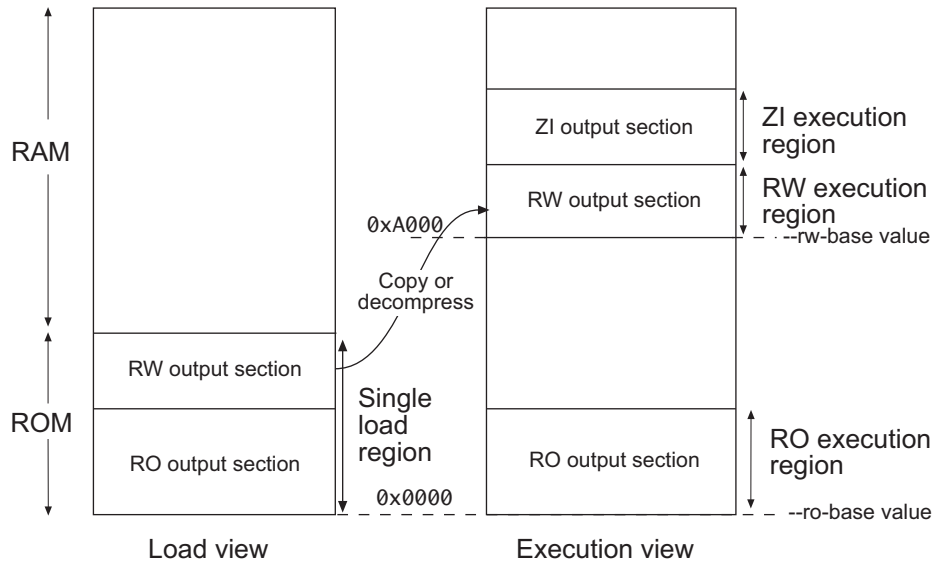 ZI output section
ZI execution
region
RAM
RW output section
RW execution
region
0xA000
--rw-base value
Copy or
decompress
RW output section
Single
load
region
ROM
RO output section
RO output section
RO execution
region
0x0000
--ro-base value
Load view
Execution view